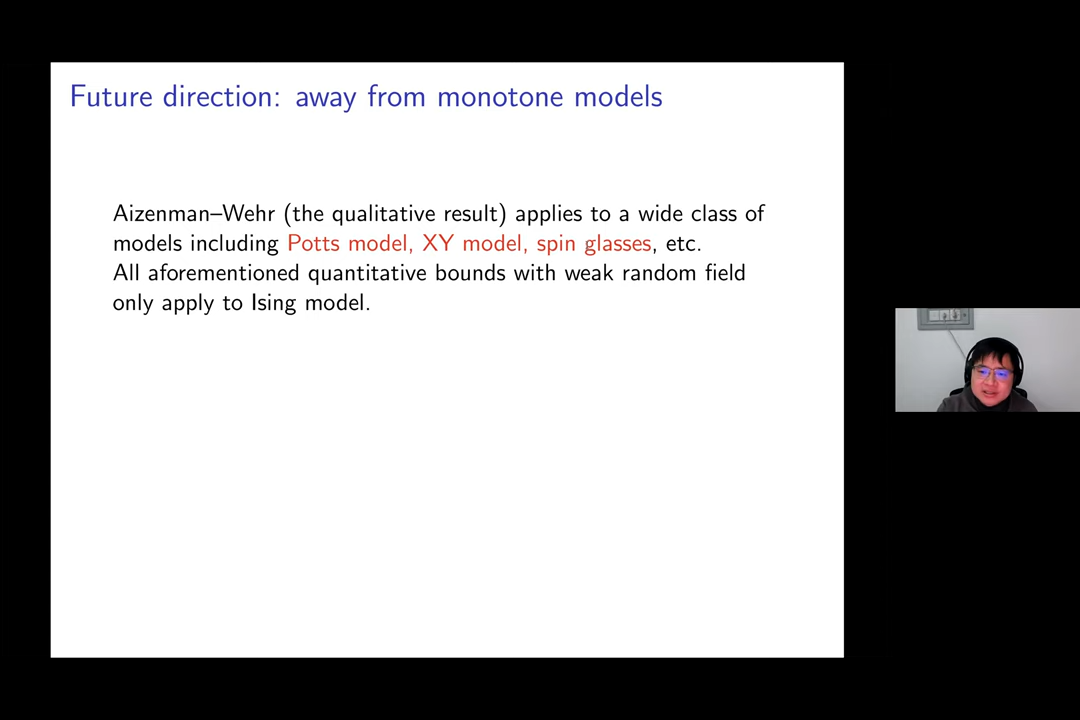 Future direction: away from monotone models
Aizenman–Wehr (the qualitative result) applies to a wide class of
models including Potts model, XY model, spin glasses, etc.
All aforementioned quantitative bounds with weak random field
only apply to Ising model.